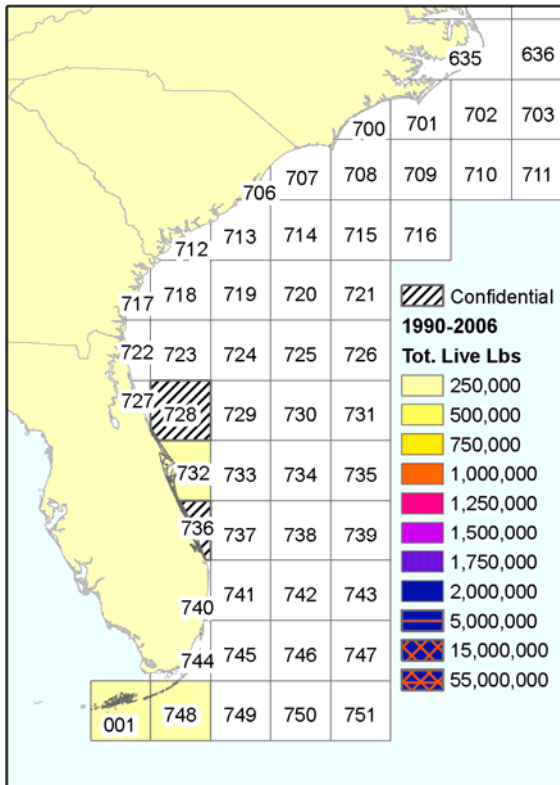 635 636
700 701 702 703
706 707 708 709 710 711
712 713 714 715 716
717 718 719 720 721
722 723 724 725 726
727 728 729 730 731
732 733 734 735
736 737 738 739
740 741 742 743
744 745 746 747
001 748 749 750 751
Confidential
1990-2006
Tot. Live Lbs
250,000
500,000
750,000
1,000,000
1,250,000
1,500,000
1,750,000
2,000,000
5,000,000
15,000,000
55,000,000